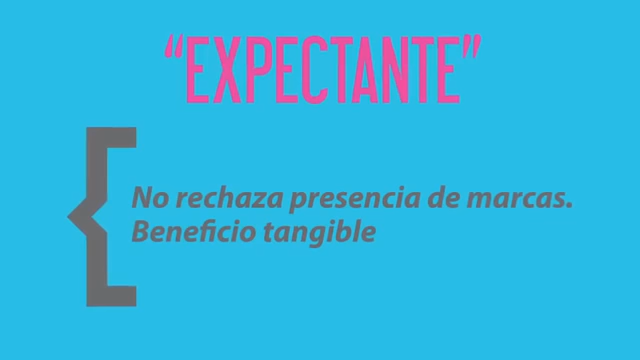 “EXPECTANTE”
No rechaza presencia de marcas.
Beneficio tangible